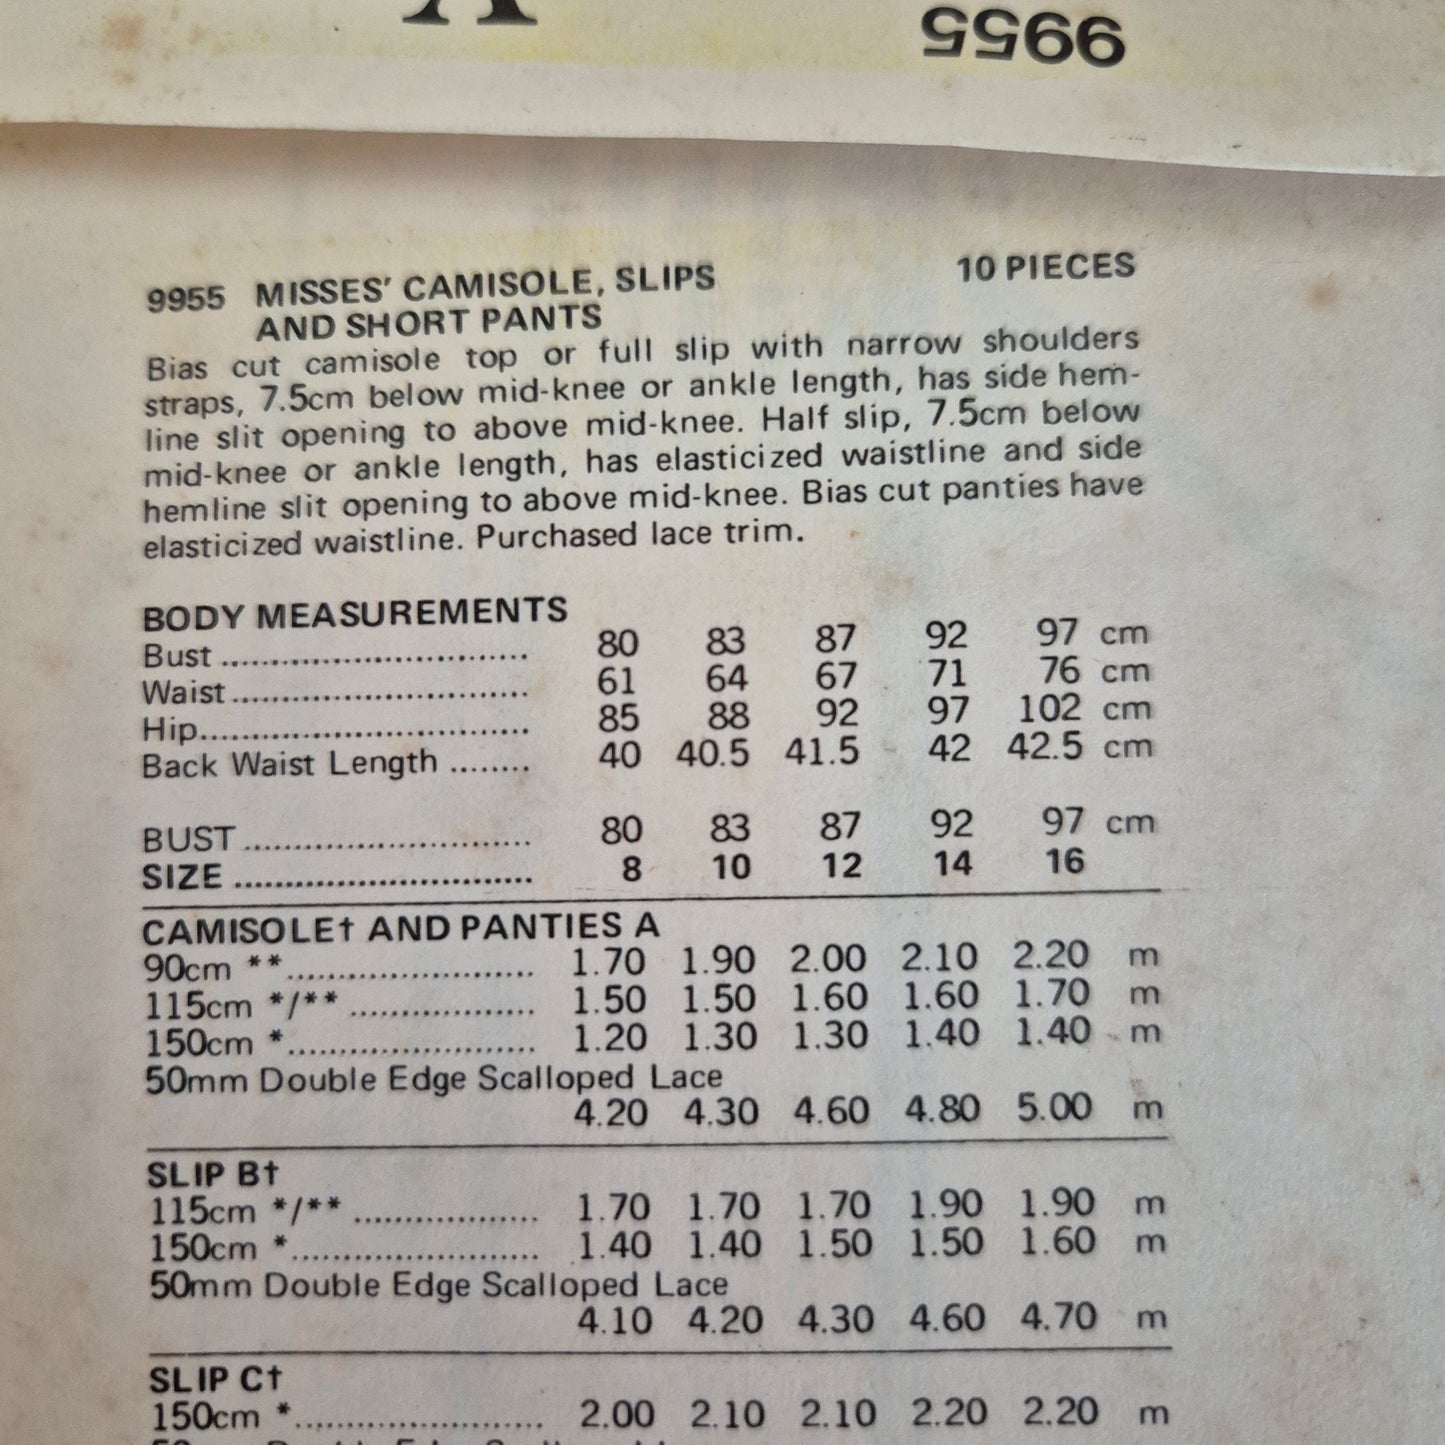 9955
9955 MISSES' CAMISOLE, SLIPS 10 PIECES
AND SHORT PANTS
Bias cut camisole top or full slip with narrow shoulders
straps, 7.5cm below mid-knee or ankle length, has side hem-
line slit opening to above mid-knee. Half slip, 7.5cm below
mid-knee or ankle length, has elasticized waistline and side
hemline slit opening to above mid-knee. Bias cut panties have
elasticized waistline. Purchased lace trim.
BODY MEASUREMENTS
Bust .............................. 80 83 87 92 97 cm
Waist ............................. 61 64 67 71 76 cm
Hip................................ 85 88 92 97 102 cm
Back Waist Length ........ 40 40.5 41.5 42 42.5 cm
BUST ............................ 80 83 87 92 97 cm
SIZE ............................. 8 10 12 14 16
CAMISOLE† AND PANTIES A
90cm **........................ 1.70 1.90 2.00 2.10 2.20 m
115cm */** .................. 1.50 1.50 1.60 1.60 1.70 m
150cm *........................ 1.20 1.30 1.30 1.40 1.40 m
50mm Double Edge Scalloped Lace
4.20 4.30 4.60 4.80 5.00 m
SLIP B†
115cm */** .................. 1.70 1.70 1.70 1.90 1.90 m
150cm *........................ 1.40 1.40 1.50 1.50 1.60 m
50mm Double Edge Scalloped Lace
4.10 4.20 4.30 4.60 4.70 m
SLIP C†
150cm *........................ 2.00 2.10 2.10 2.20 2.20 m